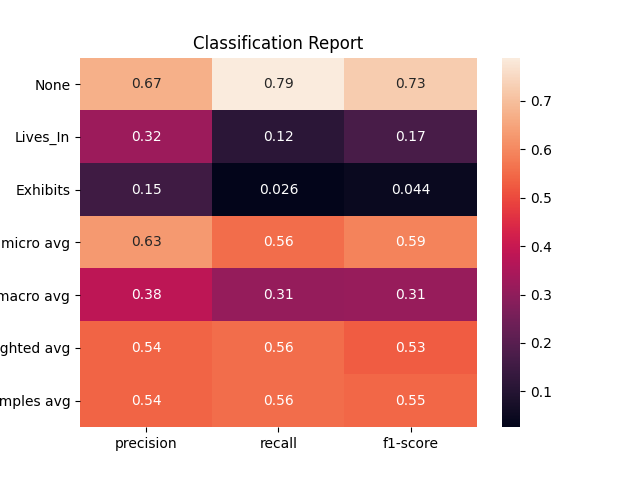 Classification Report
None 0.67 0.79 0.73
Lives_In 0.32 0.12 0.17
Exhibits 0.15 0.026 0.044
micro avg 0.63 0.56 0.59
macro avg 0.38 0.31 0.31
ghted avg 0.54 0.56 0.53
mples avg 0.54 0.56 0.55
precision recall f1-score
0.7
0.6
0.5
0.4
0.3
0.2
0.1